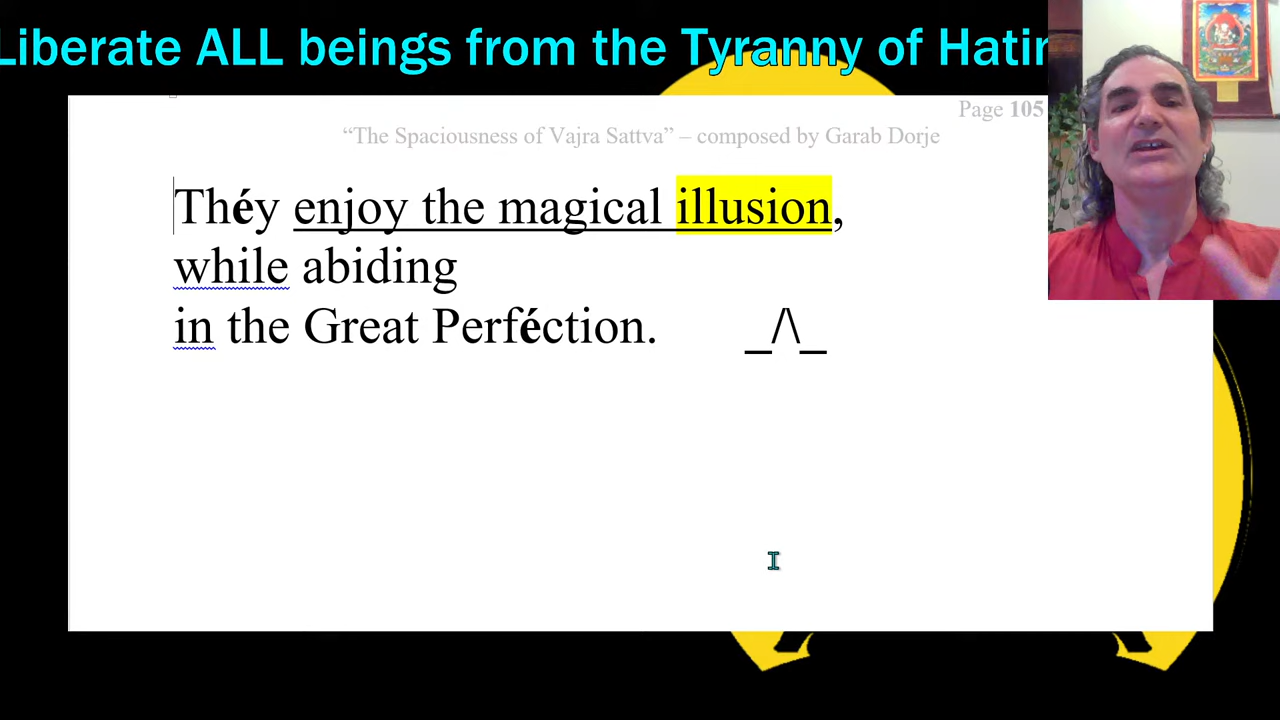 Liberate ALL beings from the Tyranny of
Page 105
“The Spaciousness of Vajra Sattva” – composed by Garab Dorje
Théy enjoy the magical illusion,
while abiding
in the Great Perféction. _/\_